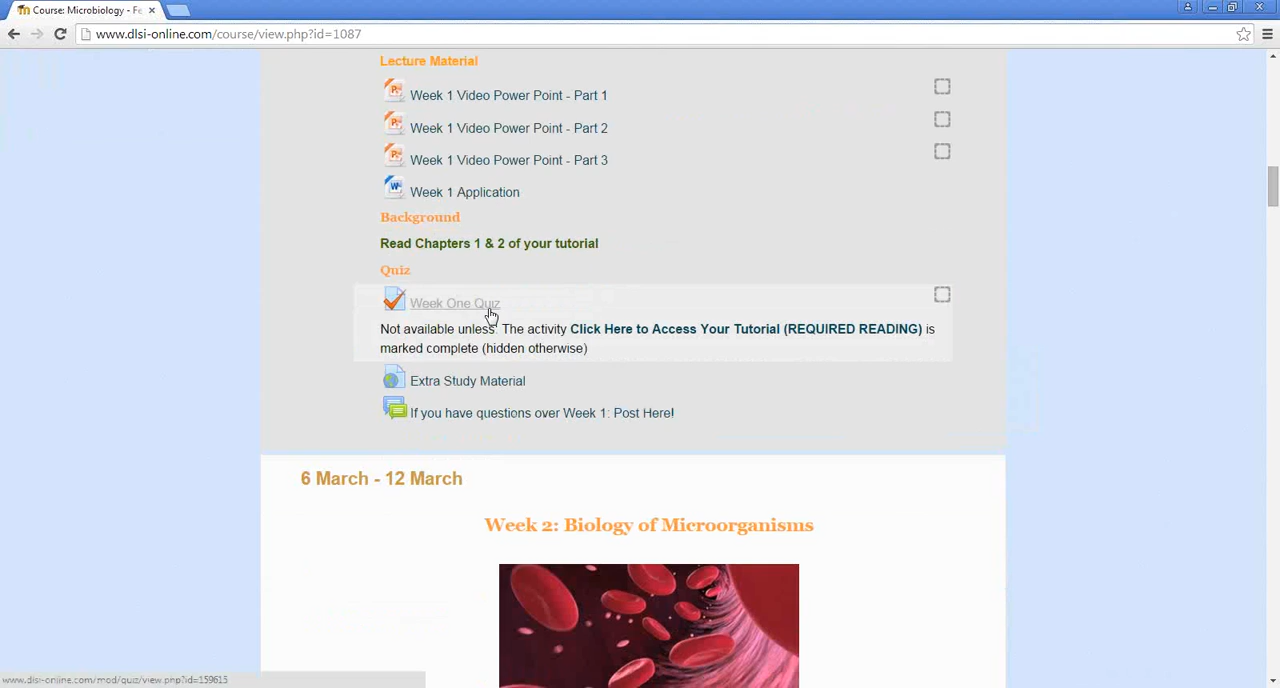 Course: Microbiology - Fe
www.dlsi-online.com/course/view.php?id=1087
Lecture Material
Week 1 Video Power Point - Part 1
Week 1 Video Power Point - Part 2
Week 1 Video Power Point - Part 3
Week 1 Application
Background
Read Chapters 1 & 2 of your tutorial
Quiz
Week One Quiz
Not available unless: The activity Click Here to Access Your Tutorial (REQUIRED READING) is
marked complete (hidden otherwise)
Extra Study Material
If you have questions over Week 1: Post Here!
6 March - 12 March
Week 2: Biology of Microorganisms
www.dlsi-online.com/mod/quiz/view.php?id=159615